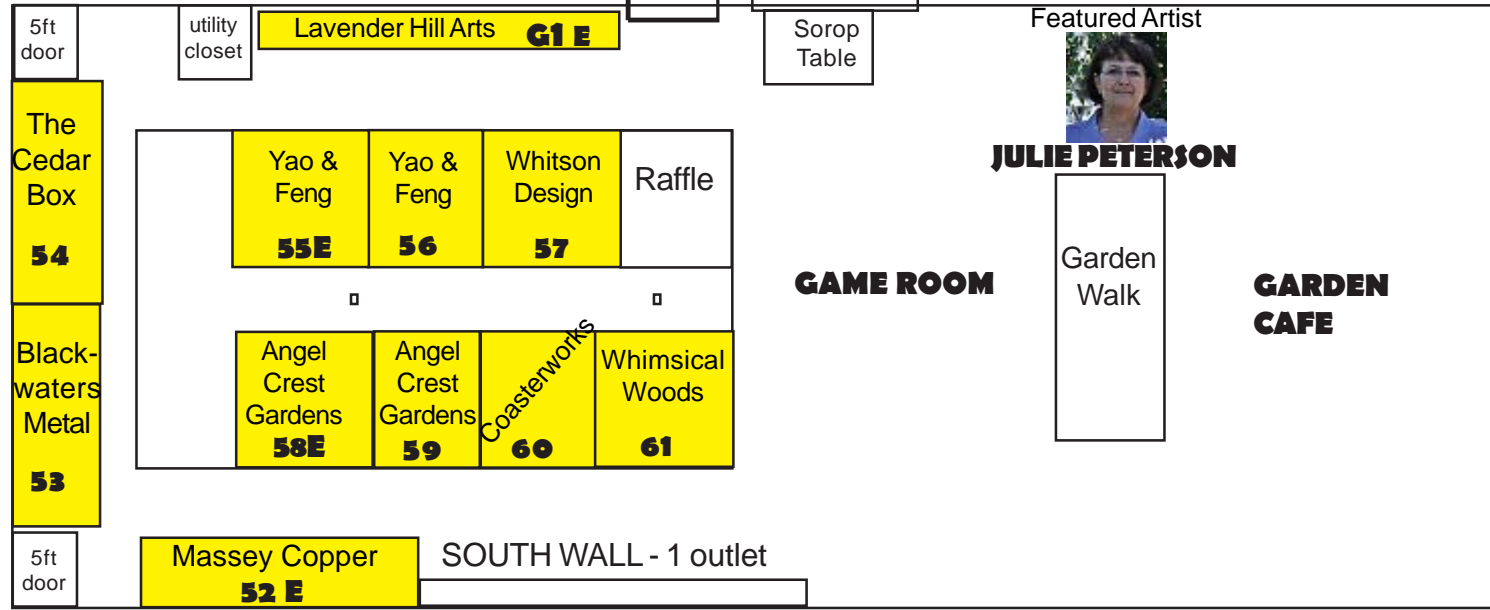 5ft
door
utility
closet
Lavender Hill Arts G1 E
Sorop
Table
Featured Artist
JULIE PETERSON
The
Cedar
Box
54
Yao &
Feng
55E
Yao &
Feng
56
Whitson
Design
57
Raffle
GAME ROOM
Garden
Walk
GARDEN
CAFE
Black-
waters
Metal
53
Angel
Crest
Gardens
58E
Angel
Crest
Gardens
59
Coasterworks
60
Whimsical
Woods
61
5ft
door
Massey Copper
52 E
SOUTH WALL - 1 outlet